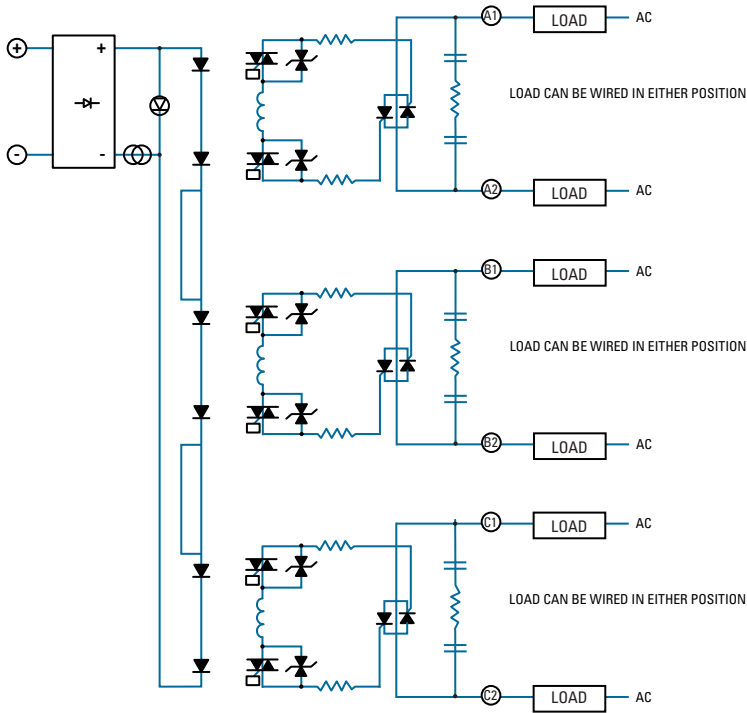 A1 LOAD AC
+ +
LOAD CAN BE WIRED IN EITHER POSITION
- -
A2 LOAD AC
B1 LOAD AC
LOAD CAN BE WIRED IN EITHER POSITION
B2 LOAD AC
C1 LOAD AC
LOAD CAN BE WIRED IN EITHER POSITION
C2 LOAD AC